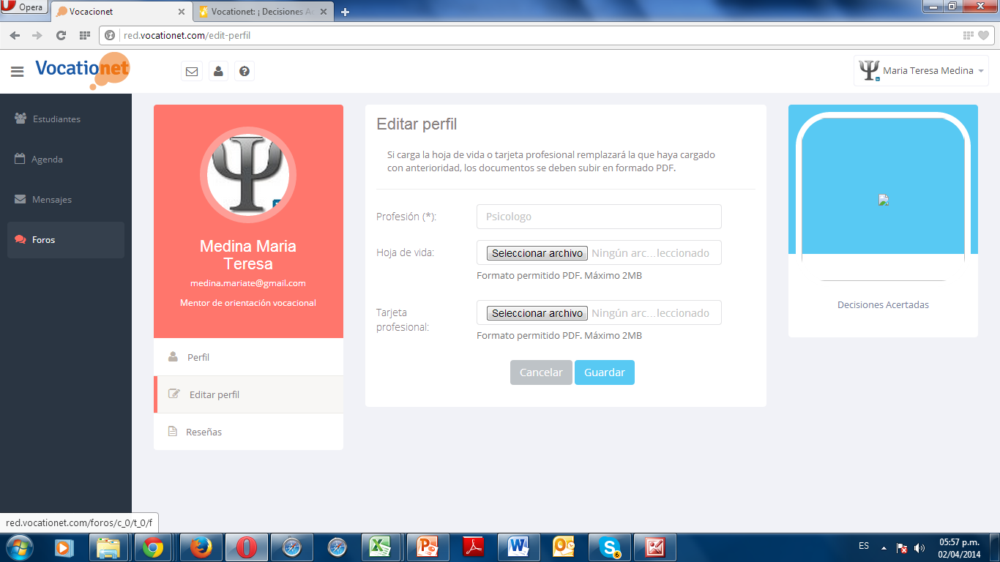 Opera
Vocacionet
Vocationet: ¡ Decisiones Ac
red.vocationet.com/edit-perfil
Vocationet
Maria Teresa Medina
Estudiantes
Agenda
Mensajes
Foros
Medina Maria
Teresa
medina.mariate@gmail.com
Mentor de orientación vocacional
Perfil
Editar perfil
Reseñas
Editar perfil
Si carga la hoja de vida o tarjeta profesional remplazará la que haya cargado
con anterioridad, los documentos se deben subir en formado PDF.
Profesión (*):
Psicologo
Hoja de vida:
Seleccionar archivo Ningún arc...leccionado
Formato permitido PDF. Máximo 2MB
Tarjeta
profesional:
Seleccionar archivo Ningún arc...leccionado
Formato permitido PDF. Máximo 2MB
Cancelar Guardar
Decisiones Acertadas
red.vocationet.com/foros/c_0/t_0/f
6
ES
05:57 p.m.
02/04/2014